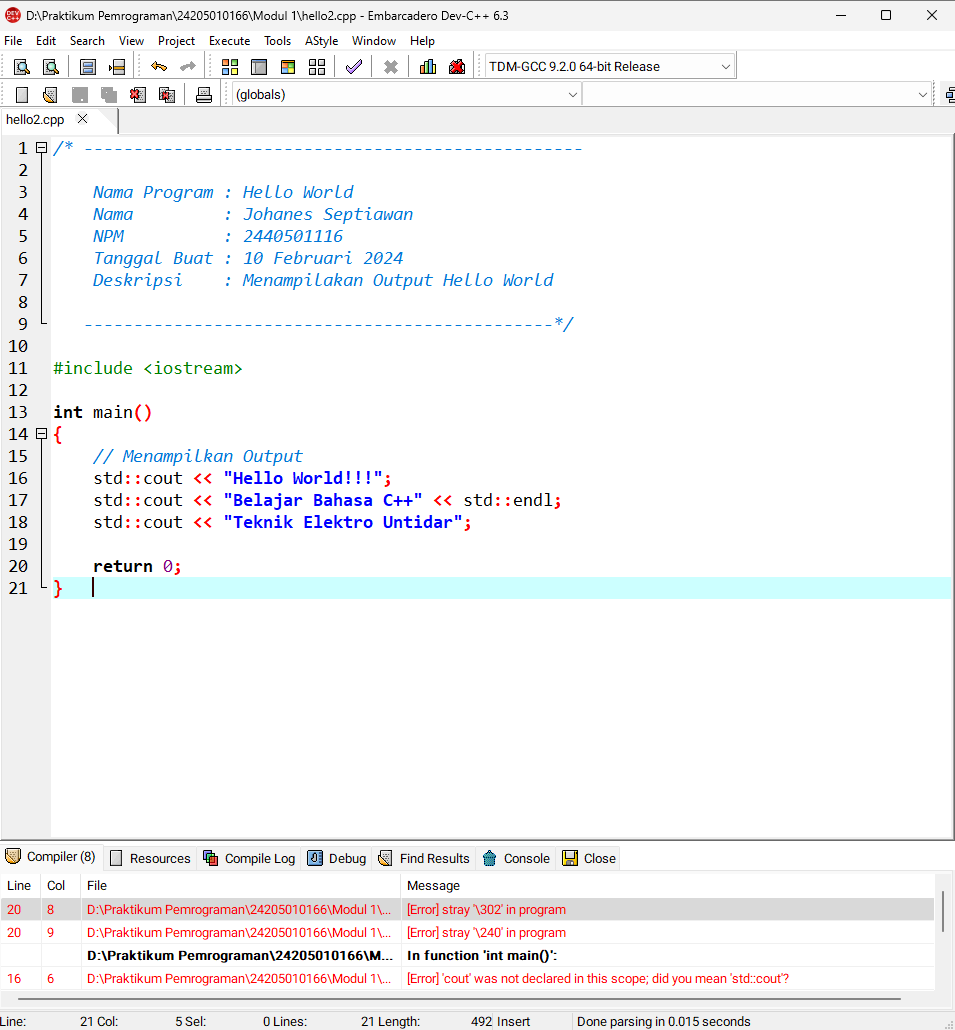 D:\Praktikum Pemrograman\24205010166\Modul 1\hello2.cpp - Embarcadero Dev-C++ 6.3
File Edit Search View Project Execute Tools AStyle Window Help
TDM-GCC 9.2.0 64-bit Release
(globals)
hello2.cpp
1 /* -----------------------------------------------
2
3 Nama Program : Hello World
4 Nama : Johanes Septiawan
5 NPM : 2440501116
6 Tanggal Buat : 10 Februari 2024
7 Deskripsi : Menampilakan Output Hello World
8
9 -----------------------------------------------*/
10
11 #include <iostream>
12
13 int main()
14 {
15 // Menampilkan Output
16 std::cout << "Hello World!!!";
17 std::cout << "Belajar Bahasa C++" << std::endl;
18 std::cout << "Teknik Elektro Untidar";
19
20 return 0;
21 }
Compiler (8) Resources Compile Log Debug Find Results Console Close
Line Col File Message
20 8 D:\Praktikum Pemrograman\24205010166\Modul 1\... [Error] stray '\302' in program
20 9 D:\Praktikum Pemrograman\24205010166\Modul 1\... [Error] stray '\240' in program
D:\Praktikum Pemrograman\24205010166\M... In function 'int main()':
16 6 D:\Praktikum Pemrograman\24205010166\Modul 1\... [Error] 'cout' was not declared in this scope; did you mean 'std::cout'?
Line: 21 Col: 5 Sel: 0 Lines: 21 Length: 492 Insert Done parsing in 0.015 seconds